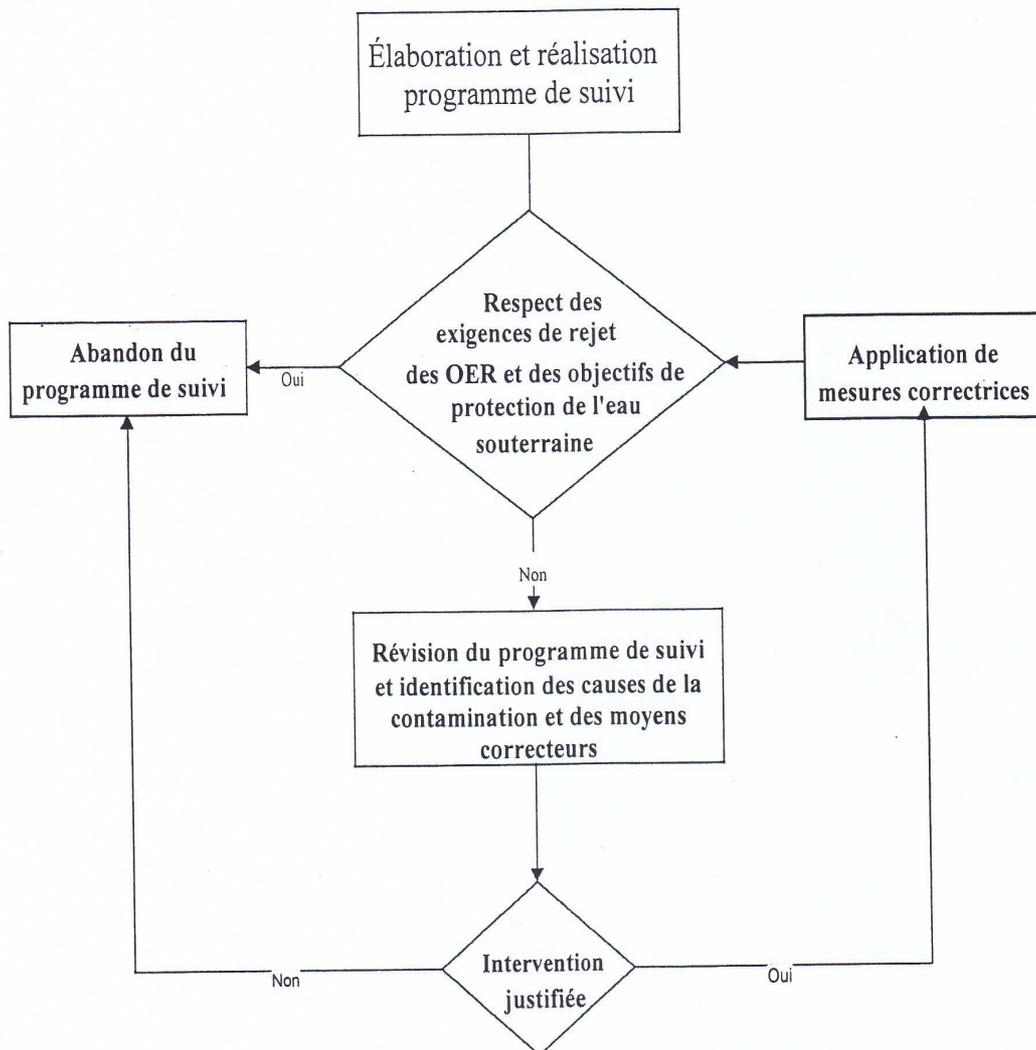 Élaboration et réalisation
programme de suivi
Respect des
exigences de rejet
des OER et des objectifs de
protection de l'eau
souterraine
Abandon du
programme de suivi
Oui
Application de
mesures correctrices
Non
Révision du programme de suivi
et identification des causes de la
contamination et des moyens
correcteurs
Intervention
justifiée
Non
Oui